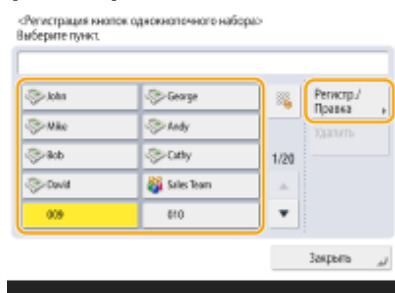 <Регистрация кнопок однокнопочного набора>
Выберите пункт.
John
George
Регистр./
Правка
Mike
Andy
Удалить
Bob
Cathy
1/20
David
Sales Team
009
010
Закрыть